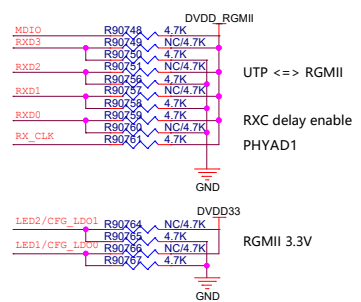 DVDD_RGMII
MDIO R90748 4.7K
RXD3 R90749 NC/4.7K
R90750 4.7K
RXD2 R90751 NC/4.7K
R90756 4.7K
RXD1 R90757 NC/4.7K
R90758 4.7K
RXD0 R90759 4.7K
R90760 NC/4.7K
RX_CLK R90761 4.7K
UTP <=> RGMII
RXC delay enable
PHYAD1
GND
DVDD33
LED2/CFG_LDO1 R90764 NC/4.7K
R90765 4.7K
LED1/CFG_LDO0 R90766 NC/4.7K
R90767 4.7K
RGMII 3.3V
GND